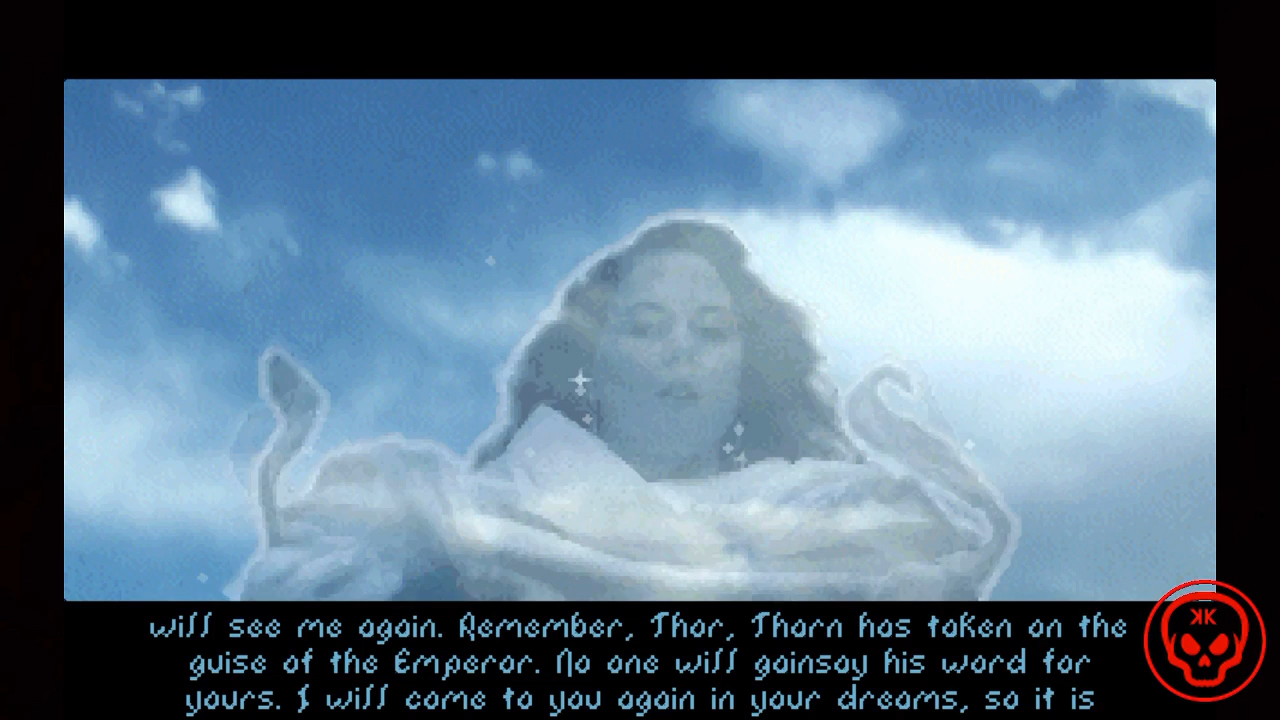 will see me again. Remember, Thor, Thorn has taken on the
guise of the Emperor. No one will gainsay his word for
yours. I will come to you again in your dreams, so it is
KK